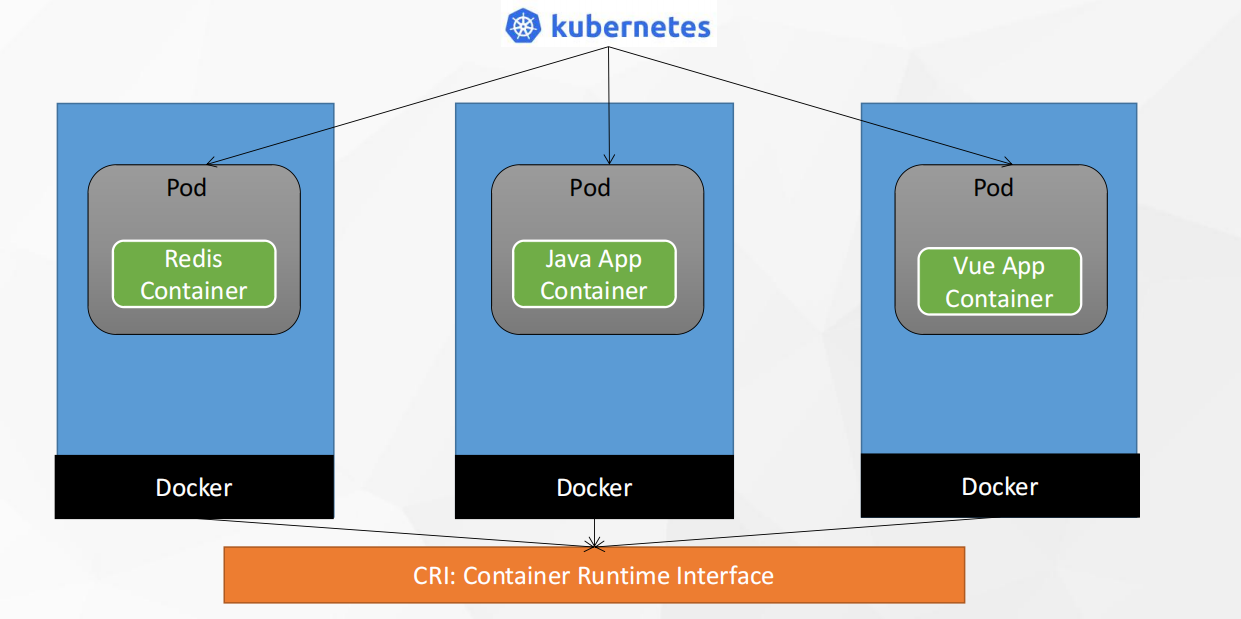 kubernetes
Pod
Redis
Container
Pod
Java App
Container
Pod
Vue App
Container
Docker
Docker
Docker
CRI: Container Runtime Interface